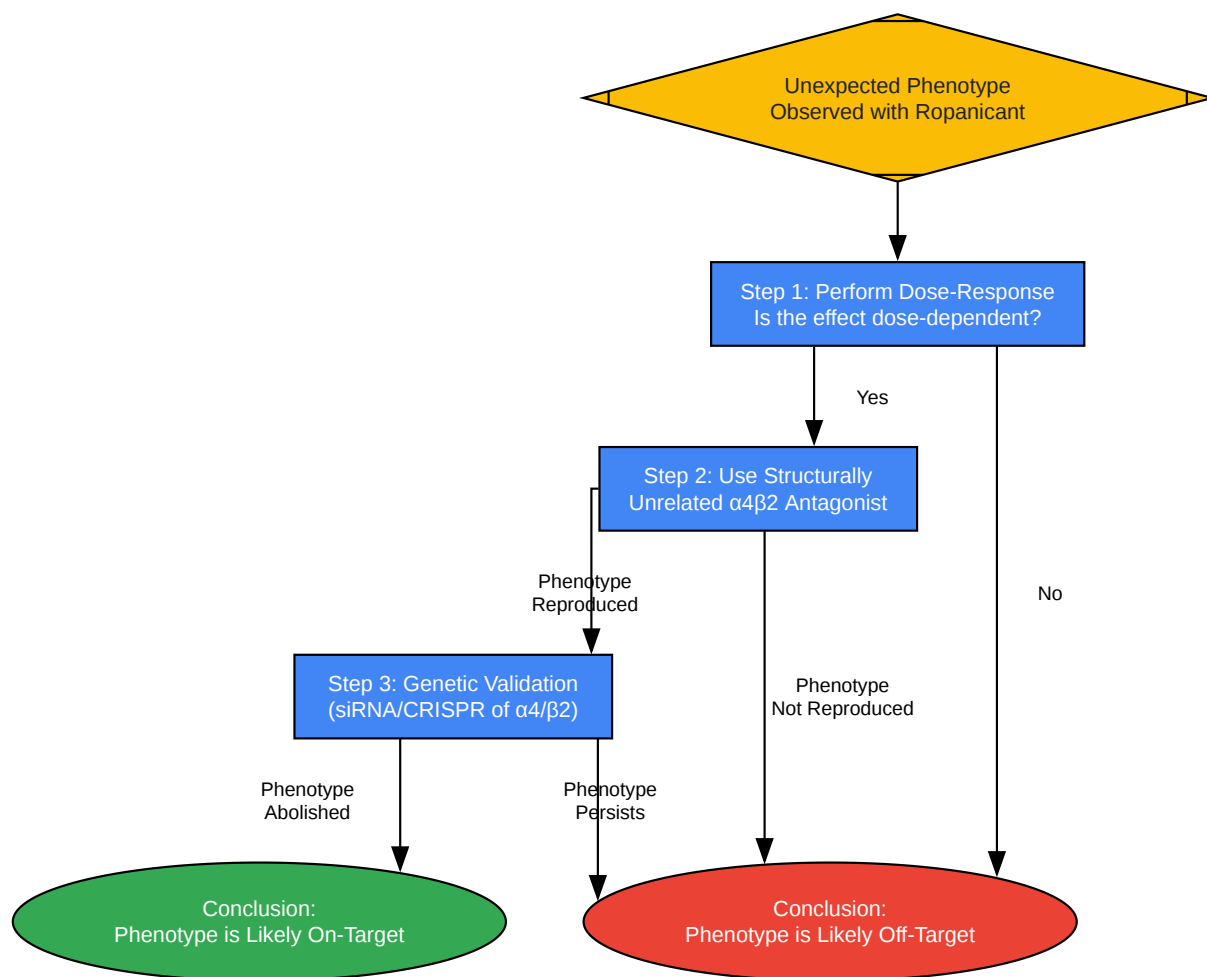 Unexpected Phenotype
Observed with Ropanicant
Step 1: Perform Dose-Response
Is the effect dose-dependent?
Yes
Step 2: Use Structurally
Unrelated α4β2 Antagonist
Phenotype
Reproduced
No
Step 3: Genetic Validation
(siRNA/CRISPR of α4/β2)
Phenotype
Not Reproduced
Phenotype
Abolished
Phenotype
Persists
Conclusion:
Phenotype is Likely On-Target
Conclusion:
Phenotype is Likely Off-Target